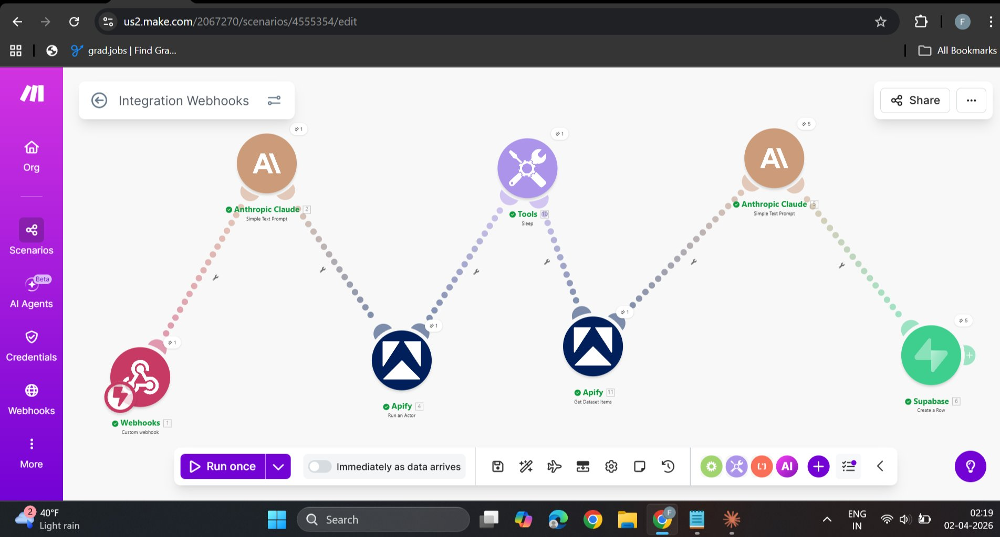 us2.make.com/2067270/scenarios/4555354/edit
F
grad.jobs | Find Gra...
All Bookmarks
Integration Webhooks
Share
Org
Scenarios
Beta
AI Agents
Credentials
Webhooks
More
1
Anthropic Claude 2
Simple Text Prompt
1
Tools 10
Sleep
5
Anthropic Claude 5
Simple Text Prompt
1
Webhooks 1
Custom webhook
1
Apify 4
Run an Actor
1
Apify 11
Get Dataset Items
5
Supabase 6
Create a Row
Run once
Immediately as data arrives
AI
2
40°F
Light rain
Search
F
ENG
IN
02:19
02-04-2026